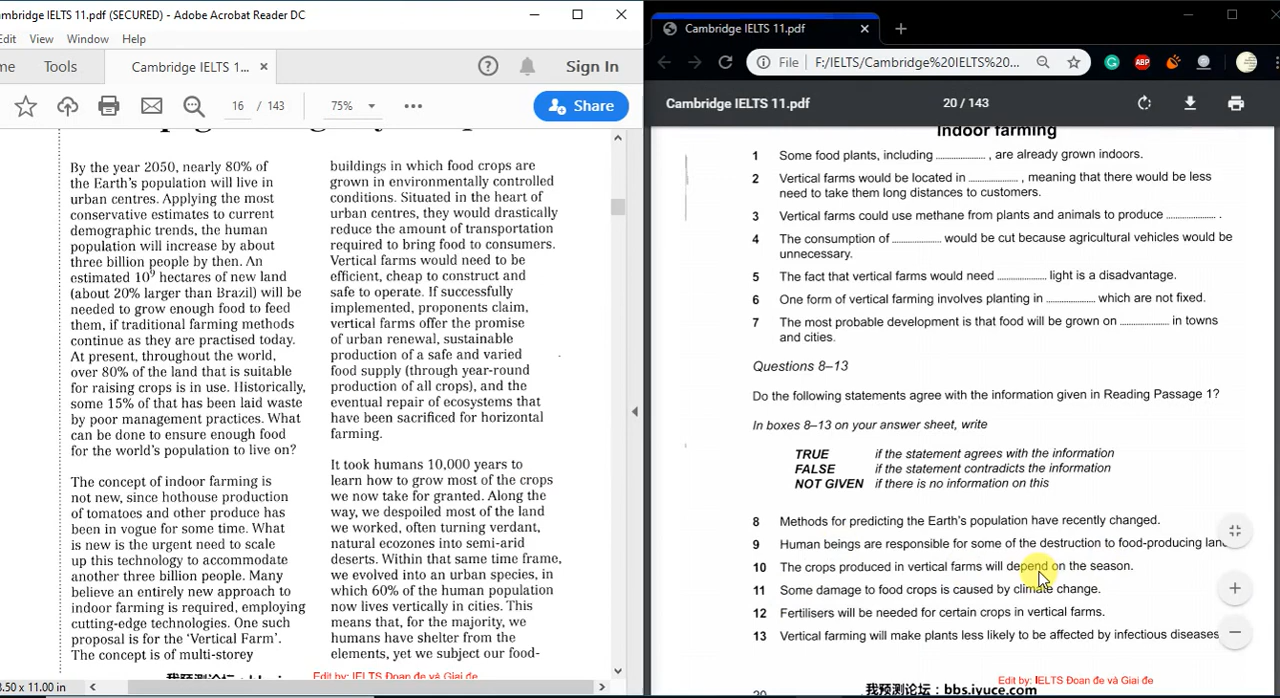 Cambridge IELTS 11.pdf (SECURED) - Adobe Acrobat Reader DC
Edit View Window Help
Tools
Cambridge IELTS 1... ×
Sign In
16 / 143
75%
Share
By the year 2050, nearly 80% of
the Earth's population will live in
urban centres. Applying the most
conservative estimates to current
demographic trends, the human
population will increase by about
three billion people by then. An
estimated 10⁹ hectares of new land
(about 20% larger than Brazil) will be
needed to grow enough food to feed
them, if traditional farming methods
continue as they are practised today.
At present, throughout the world,
over 80% of the land that is suitable
for raising crops is in use. Historically,
some 15% of that has been laid waste
by poor management practices. What
can be done to ensure enough food
for the world's population to live on?
The concept of indoor farming is
not new, since hothouse production
of tomatoes and other produce has
been in vogue for some time. What
is new is the urgent need to scale
up this technology to accommodate
another three billion people. Many
believe an entirely new approach to
indoor farming is required, employing
cutting-edge technologies. One such
proposal is for the 'Vertical Farm'.
The concept is of multi-storey
buildings in which food crops are
grown in environmentally controlled
conditions. Situated in the heart of
urban centres, they would drastically
reduce the amount of transportation
required to bring food to consumers.
Vertical farms would need to be
efficient, cheap to construct and
safe to operate. If successfully
implemented, proponents claim,
vertical farms offer the promise
of urban renewal, sustainable
production of a safe and varied
food supply (through year-round
production of all crops), and the
eventual repair of ecosystems that
have been sacrificed for horizontal
farming.
It took humans 10,000 years to
learn how to grow most of the crops
we now take for granted. Along the
way, we despoiled most of the land
we worked, often turning verdant,
natural ecozones into semi-arid
deserts. Within that same time frame,
we evolved into an urban species, in
which 60% of the human population
now lives vertically in cities. This
means that, for the majority, we
humans have shelter from the
elements, yet we subject our food-
Edit by: IELTS Đoan đe và Giai đe
8.50 x 11.00 in
Cambridge IELTS 11.pdf
File F:/IELTS/Cambridge%20IELTS%20...
ABP
Cambridge IELTS 11.pdf
20 / 143
Indoor farming
1 Some food plants, including .................... , are already grown indoors.
2 Vertical farms would be located in .................... , meaning that there would be less
need to take them long distances to customers.
3 Vertical farms could use methane from plants and animals to produce .................... .
4 The consumption of .................... would be cut because agricultural vehicles would be
unnecessary.
5 The fact that vertical farms would need .................... light is a disadvantage.
6 One form of vertical farming involves planting in .................... which are not fixed.
7 The most probable development is that food will be grown on .................... in towns
and cities.
Questions 8–13
Do the following statements agree with the information given in Reading Passage 1?
In boxes 8–13 on your answer sheet, write
TRUE if the statement agrees with the information
FALSE if the statement contradicts the information
NOT GIVEN if there is no information on this
8 Methods for predicting the Earth's population have recently changed.
9 Human beings are responsible for some of the destruction to food-producing land.
10 The crops produced in vertical farms will depend on the season.
11 Some damage to food crops is caused by climate change.
12 Fertilisers will be needed for certain crops in vertical farms.
13 Vertical farming will make plants less likely to be affected by infectious diseases
Edit by: IELTS Đoan đe và Giai đe
我预测论坛：bbs.iyuce.com